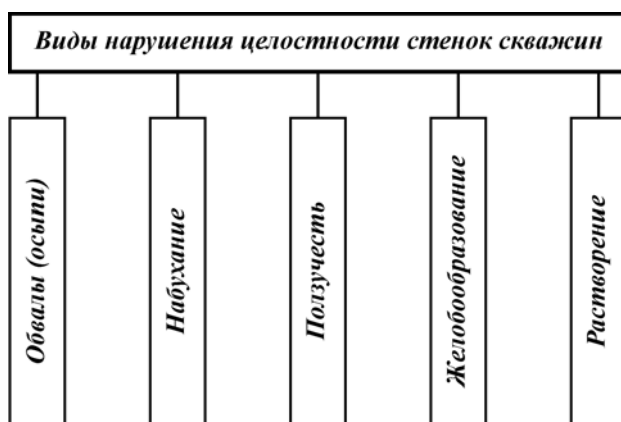 Виды нарушения целостности стенок скважин
Обвалы (осыпи)
Набухание
Ползучесть
Желобообразование
Растворение